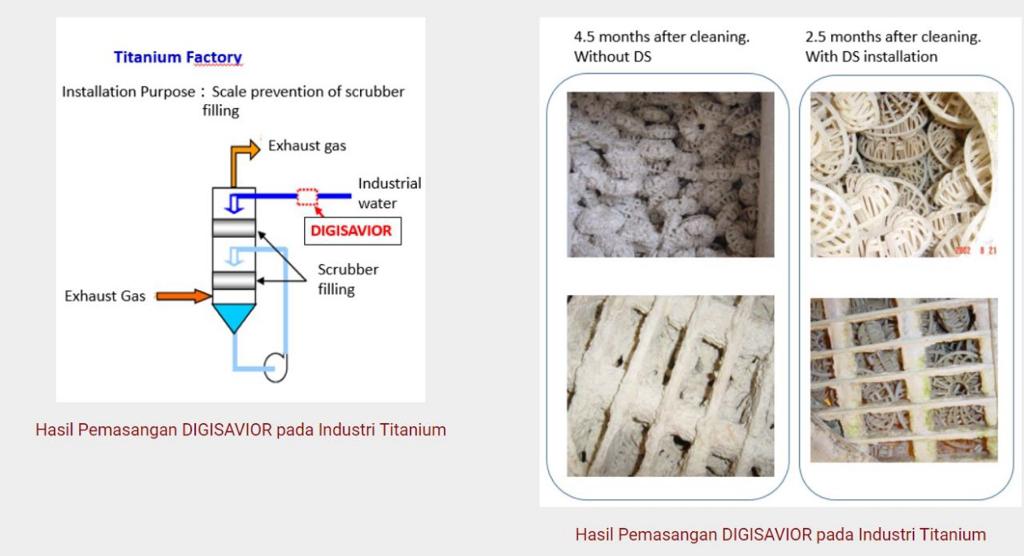 Titanium Factory
Installation Purpose : Scale prevention of scrubber
filling
Exhaust gas
Industrial
water
DIGISAVIOR
Scrubber
filling
Exhaust Gas
Hasil Pemasangan DIGISAVIOR pada Industri Titanium
4.5 months after cleaning.
Without DS
2.5 months after cleaning.
With DS installation
2002 8 21
Hasil Pemasangan DIGISAVIOR pada Industri Titanium